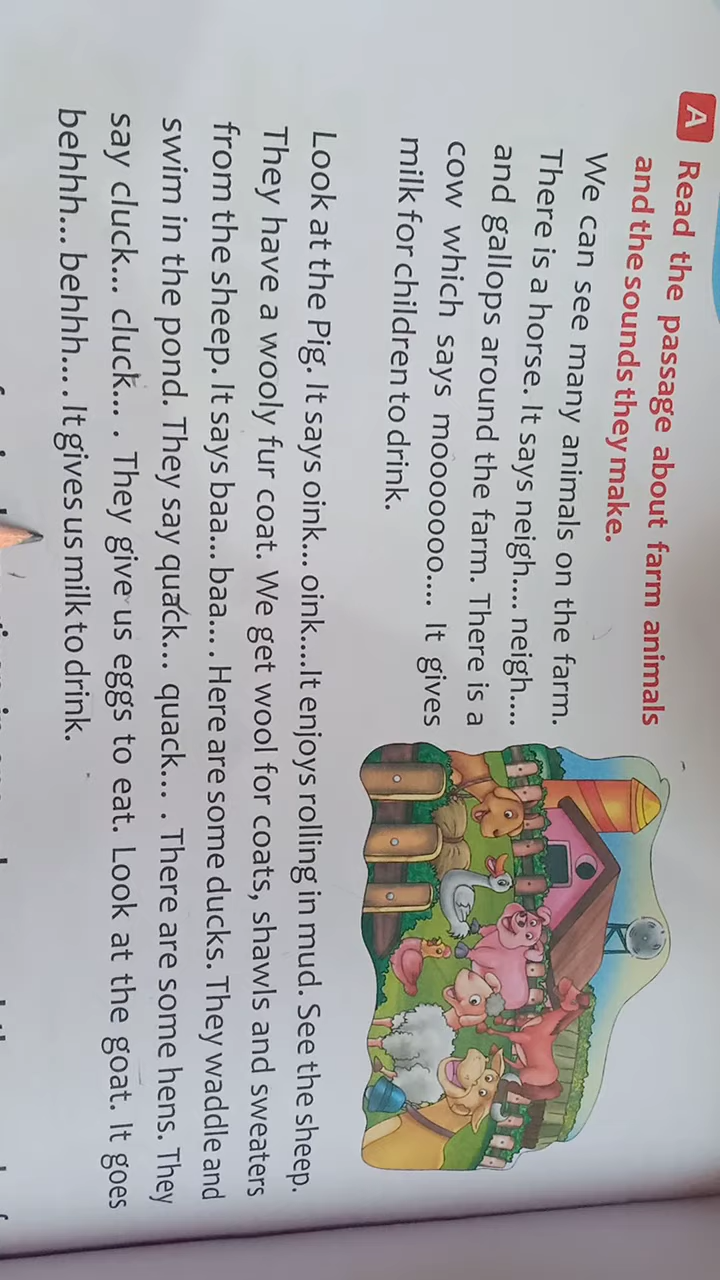 A Read the passage about farm animals
and the sounds they make.
We can see many animals on the farm.
There is a horse. It says neigh.... neigh....
and gallops around the farm. There is a
cow which says mooooooo.... It gives
milk for children to drink.
Look at the Pig. It says oink... oink....It enjoys rolling in mud. See the sheep.
They have a wooly fur coat. We get wool for coats, shawls and sweaters
from the sheep. It says baa... baa... . Here are some ducks. They waddle and
swim in the pond. They say quack... quack... . There are some hens. They
say cluck... cluck... . They give us eggs to eat. Look at the goat. It goes
behhh... behhh... . It gives us milk to drink.